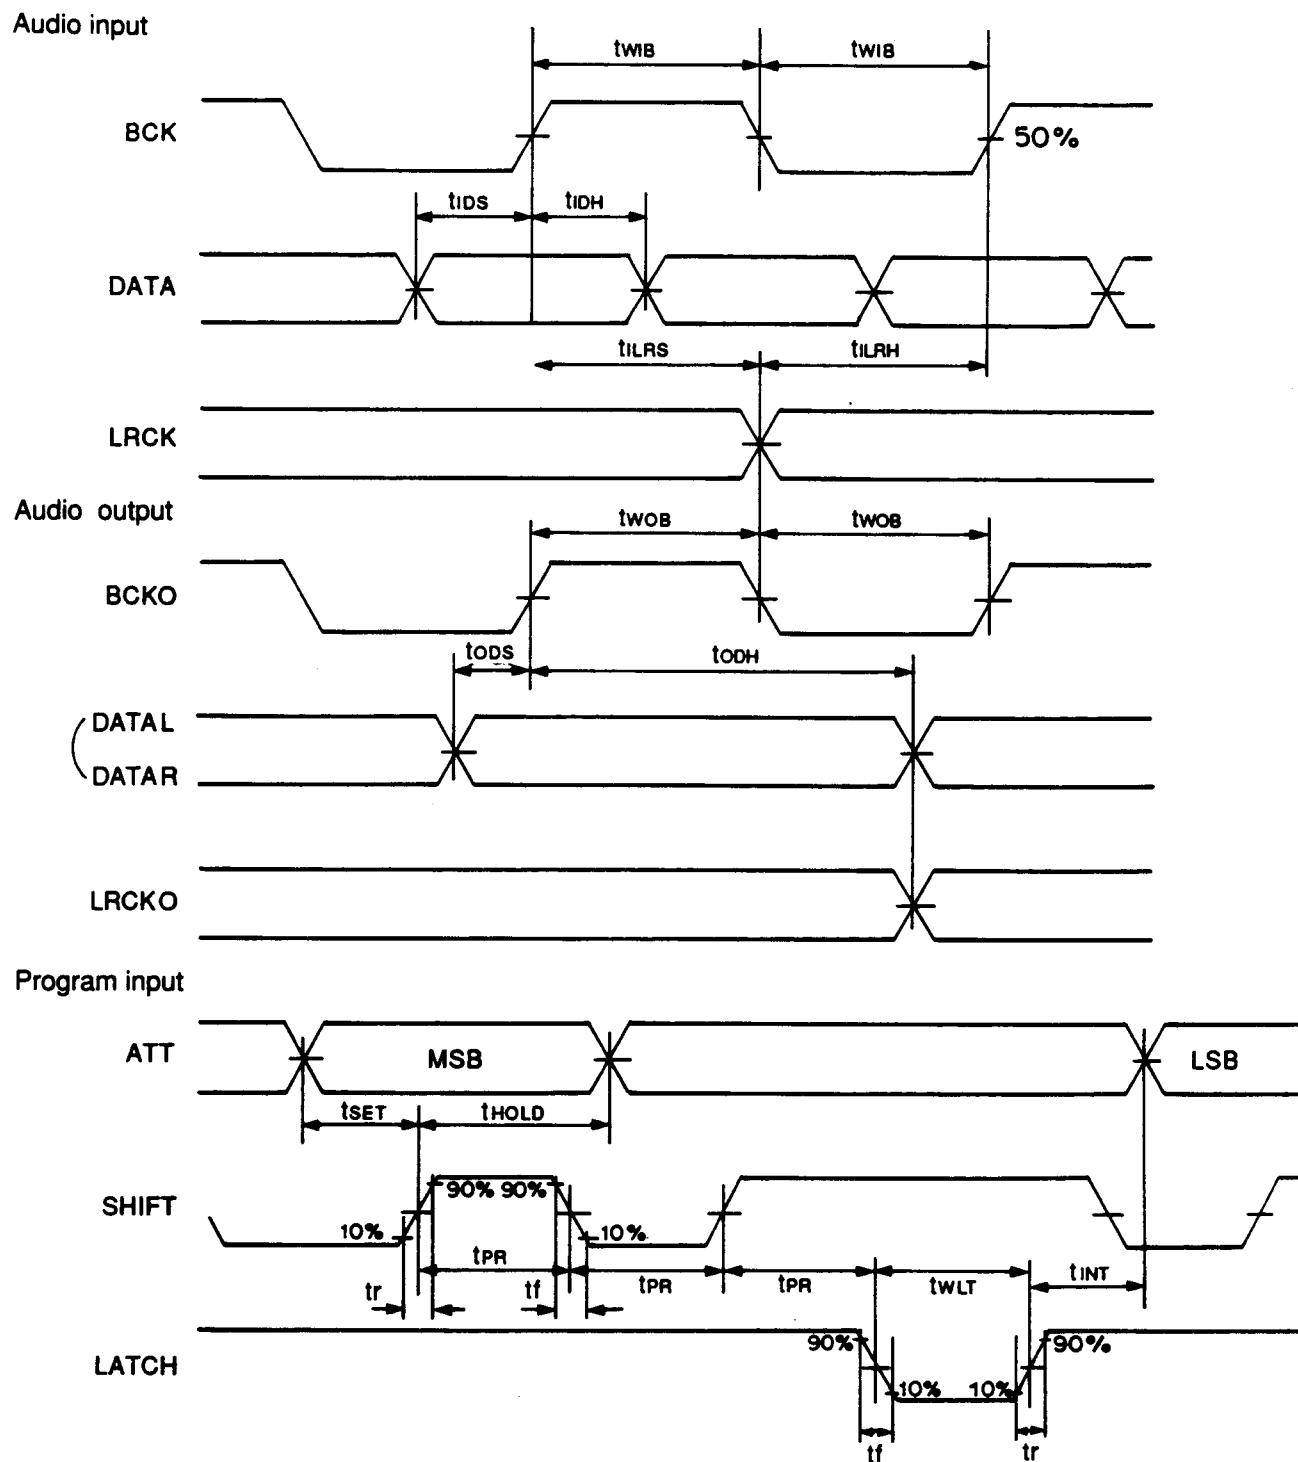 Audio input
tWIB tWIB
BCK 50%
tIDS tIDH
DATA
tILRS tILRH
LRCK
Audio output
tWOB tWOB
BCKO
tODS tODH
DATAL
DATAR
LRCKO
Program input
ATT MSB LSB
tSET tHOLD
SHIFT 90% 90%
10% 10%
tPR tPR tPR tWLT tINT
tr tf
LATCH 90% 90%
10% 10%
tf tr